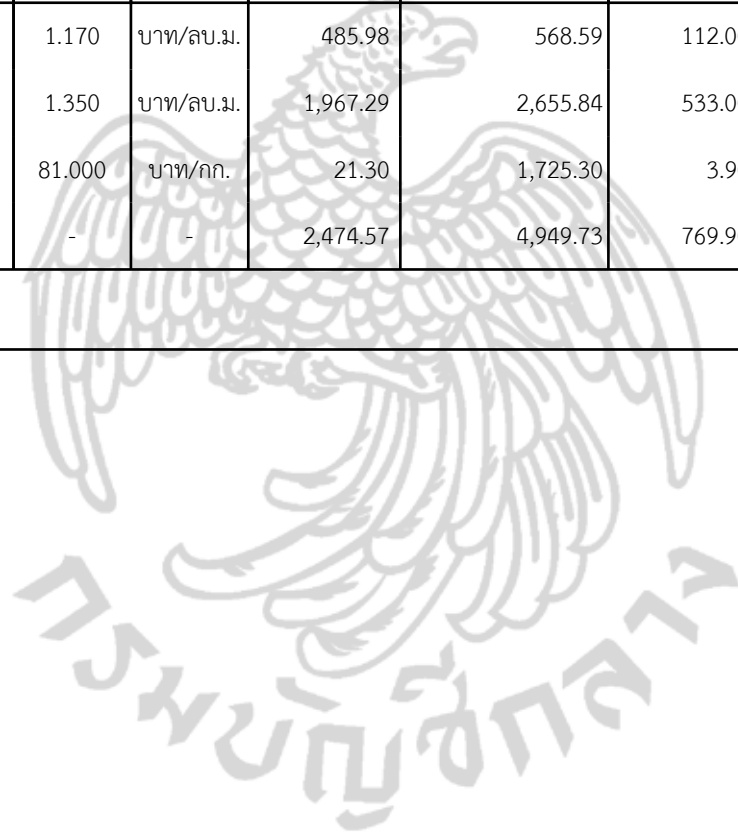 1.170 บาท/ลบ.ม. 485.98 568.59 112.0
1.350 บาท/ลบ.ม. 1,967.29 2,655.84 533.0
81.000 บาท/กก. 21.30 1,725.30 3.9
- - 2,474.57 4,949.73 769.9
กรมบัญชีกลาง